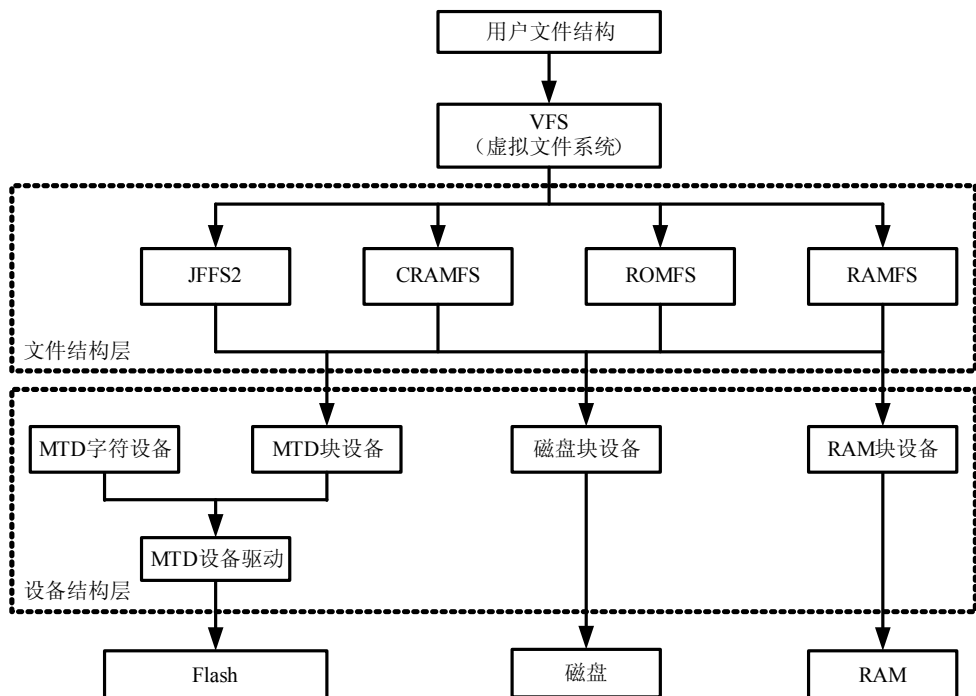 用户文件结构
VFS
（虚拟文件系统）
JFFS2
CRAMFS
ROMFS
RAMFS
文件结构层
MTD字符设备
MTD块设备
磁盘块设备
RAM块设备
MTD设备驱动
设备结构层
Flash
磁盘
RAM